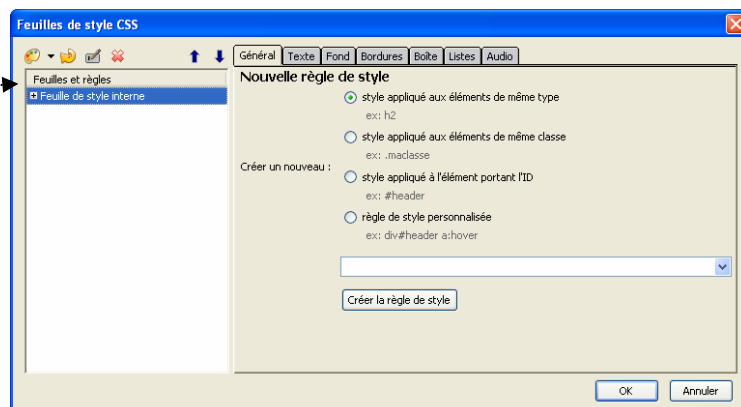 Feuilles de style CSS
Général Texte Fond Bordures Boîte Listes Audio
Feuilles et règles
Feuille de style interne
Nouvelle règle de style
Créer un nouveau :
style appliqué aux éléments de même type
ex: h2
style appliqué aux éléments de même classe
ex: .maclasse
style appliqué à l'élément portant l'ID
ex: #header
règle de style personnalisée
ex: div#header a:hover
Créer la règle de style
OK Annuler